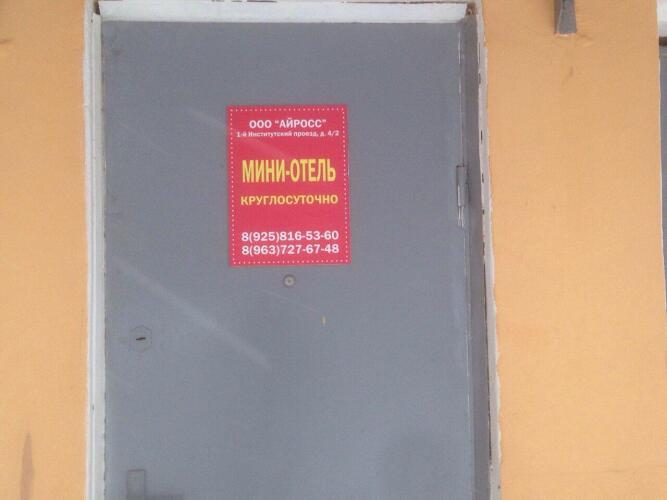 ООО "АЙРОСС"
1-й Институтский проезд, д. 4/2
МИНИ-ОТЕЛЬ
КРУГЛОСУТОЧНО
8(925)816-53-60
8(963)727-67-48